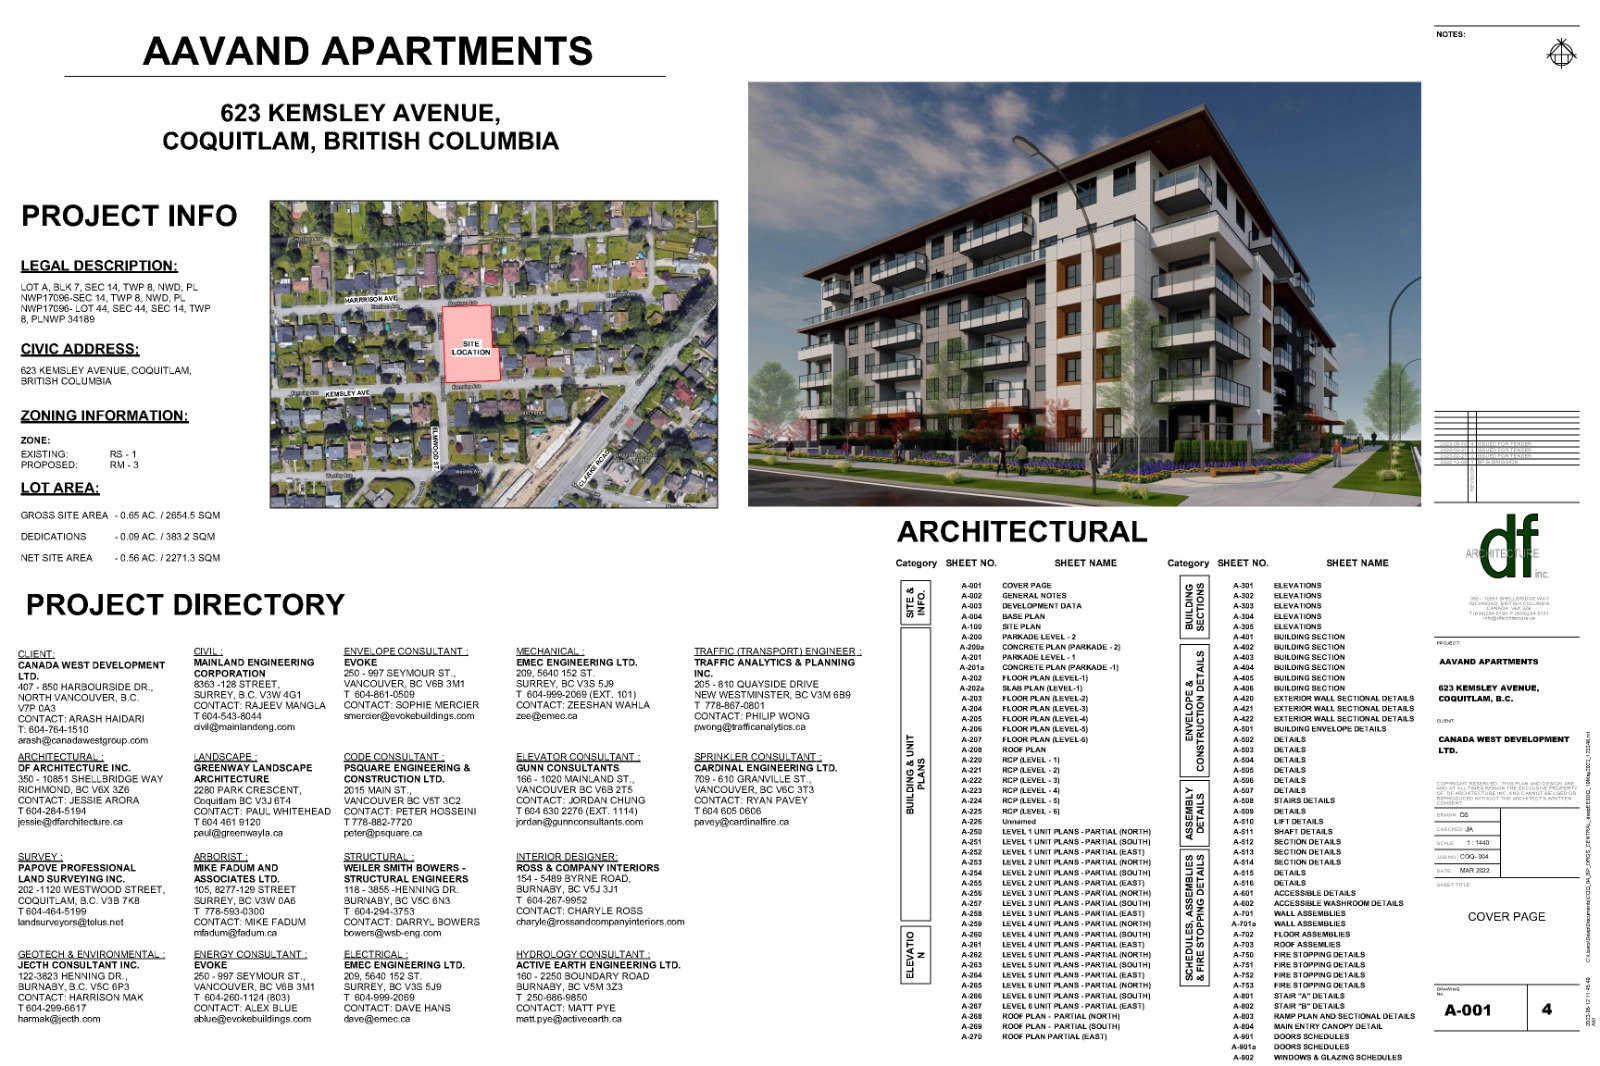 AAVAND APARTMENTS
623 KEMSLEY AVENUE,
COQUITLAM, BRITISH COLUMBIA
PROJECT INFO
LEGAL DESCRIPTION:
LOT A, BLK 7, SEC 14, TWP 8, NWD, PL
NWP17096-SEC 14, TWP 8, NWD, PL
NWP17096- LOT 44, SEC 44, SEC 14, TWP
8, PLNWP 34189
CIVIC ADDRESS:
623 KEMSLEY AVENUE, COQUITLAM,
BRITISH COLUMBIA
ZONING INFORMATION:
ZONE:
EXISTING: RS - 1
PROPOSED: RM - 3
LOT AREA:
GROSS SITE AREA - 0.65 AC. / 2654.5 SQM
DEDICATIONS - 0.09 AC. / 383.2 SQM
NET SITE AREA - 0.56 AC. / 2271.3 SQM
HARRRISON AVE
SITE
LOCATION
KEMSLEY AVE
ELMWOOD ST.
CLARKE ROAD
PROJECT DIRECTORY
CLIENT:
CANADA WEST DEVELOPMENT
LTD.
407 - 850 HARBOURSIDE DR.,
NORTH VANCOUVER, B.C.
V7P 0A3
CONTACT: ARASH HAIDARI
T: 604-764-1510
arash@canadawestgroup.com
CIVIL :
MAINLAND ENGINEERING
CORPORATION
8363 -128 STREET,
SURREY, B.C. V3W 4G1
CONTACT: RAJEEV MANGLA
T 604-543-8044
civil@mainlandeng.com
ENVELOPE CONSULTANT :
EVOKE
250 - 997 SEYMOUR ST.,
VANCOUVER, BC V6B 3M1
T 604-861-0509
CONTACT: SOPHIE MERCIER
smercier@evokebuildings.com
MECHANICAL :
EMEC ENGINEERING LTD.
209, 5640 152 ST.
SURREY, BC V3S 5J9
T 604-999-2069 (EXT. 101)
CONTACT: ZEESHAN WAHLA
zee@emec.ca
TRAFFIC (TRANSPORT) ENGINEER :
TRAFFIC ANALYTICS & PLANNING
INC.
205 - 810 QUAYSIDE DRIVE
NEW WESTMINSTER, BC V3M 6B9
T 778-867-0801
CONTACT: PHILIP WONG
pwong@trafficanalytics.ca
ARCHITECTURAL :
DF ARCHITECTURE INC.
350 - 10851 SHELLBRIDGE WAY
RICHMOND, BC V6X 3Z6
CONTACT: JESSIE ARORA
T 604-284-5194
jessie@dfarchitecture.ca
LANDSCAPE :
GREENWAY LANDSCAPE
ARCHITECTURE
2280 PARK CRESCENT,
Coquitlam BC V3J 6T4
CONTACT: PAUL WHITEHEAD
T 604 461 9120
paul@greenwayla.ca
CODE CONSULTANT :
PSQUARE ENGINEERING &
CONSTRUCTION LTD.
2015 MAIN ST.,
VANCOUVER BC V5T 3C2
CONTACT: PETER HOSSEINI
T 778-882-7720
peter@psquare.ca
ELEVATOR CONSULTANT :
GUNN CONSULTANTS
166 - 1020 MAINLAND ST.,
VANCOUVER BC V6B 2T5
CONTACT: JORDAN CHUNG
T 604 630 2276 (EXT. 1114)
jordan@gunnconsultants.com
SPRINKLER CONSULTANT :
CARDINAL ENGINEERING LTD.
709 - 610 GRANVILLE ST.,
VANCOUVER, BC V6C 3T3
CONTACT: RYAN PAVEY
T 604 605 0606
pavey@cardinalfire.ca
SURVEY :
PAPOVE PROFESSIONAL
LAND SURVEYING INC.
202 -1120 WESTWOOD STREET,
COQUITLAM, B.C. V3B 7K8
T 604-464-5199
landsurveyors@telus.net
ARBORIST :
MIKE FADUM AND
ASSOCIATES LTD.
105, 8277-129 STREET
SURREY, BC V3W 0A6
T 778-593-0300
CONTACT: MIKE FADUM
mfadum@fadum.ca
STRUCTURAL :
WEILER SMITH BOWERS -
STRUCTURAL ENGINEERS
118 - 3855 -HENNING DR.
BURNABY, BC V5C 6N3
T 604-294-3753
CONTACT: DARRYL BOWERS
bowers@wsb-eng.com
INTERIOR DESIGNER:
ROSS & COMPANY INTERIORS
154 - 5489 BYRNE ROAD,
BURNABY, BC V5J 3J1
T 604-267-9952
CONTACT: CHARYLE ROSS
charyle@rossandcompanyinteriors.com
GEOTECH & ENVIRONMENTAL :
JECTH CONSULTANT INC.
122-3823 HENNING DR.,
BURNABY, B.C. V5C 6P3
CONTACT: HARRISON MAK
T 604-299-6617
harmak@jecth.com
ENERGY CONSULTANT :
EVOKE
250 - 997 SEYMOUR ST.,
VANCOUVER, BC V6B 3M1
T 604-260-1124 (803)
CONTACT: ALEX BLUE
ablue@evokebuildings.com
ELECTRICAL :
EMEC ENGINEERING LTD.
209, 5640 152 ST.
SURREY, BC V3S 5J9
T 604-999-2069
CONTACT: DAVE HANS
dave@emec.ca
HYDROLOGY CONSULTANT :
ACTIVE EARTH ENGINEERING LTD.
160 - 2250 BOUNDARY ROAD
BURNABY, BC V5M 3Z3
T 250-686-9850
CONTACT: MATT PYE
matt.pye@activeearth.ca
ARCHITECTURAL
Category SHEET NO. SHEET NAME
SITE &
INFO.
BUILDING & UNIT
PLANS
ELEVATIO
N
A-001 COVER PAGE
A-002 GENERAL NOTES
A-003 DEVELOPMENT DATA
A-004 BASE PLAN
A-100 SITE PLAN
A-200 PARKADE LEVEL - 2
A-200a CONCRETE PLAN (PARKADE - 2)
A-201 PARKADE LEVEL - 1
A-201a CONCRETE PLAN (PARKADE -1)
A-202 FLOOR PLAN (LEVEL-1)
A-202a SLAB PLAN (LEVEL-1)
A-203 FLOOR PLAN (LEVEL-2)
A-204 FLOOR PLAN (LEVEL-3)
A-205 FLOOR PLAN (LEVEL-4)
A-206 FLOOR PLAN (LEVEL-5)
A-207 FLOOR PLAN (LEVEL-6)
A-208 ROOF PLAN
A-220 RCP (LEVEL - 1)
A-221 RCP (LEVEL - 2)
A-222 RCP (LEVEL - 3)
A-223 RCP (LEVEL - 4)
A-224 RCP (LEVEL - 5)
A-225 RCP (LEVEL - 6)
A-226 Unnamed
A-250 LEVEL 1 UNIT PLANS - PARTIAL (NORTH)
A-251 LEVEL 1 UNIT PLANS - PARTIAL (SOUTH)
A-252 LEVEL 1 UNIT PLANS - PARTIAL (EAST)
A-253 LEVEL 2 UNIT PLANS - PARTIAL (NORTH)
A-254 LEVEL 2 UNIT PLANS - PARTIAL (SOUTH)
A-255 LEVEL 2 UNIT PLANS - PARTIAL (EAST)
A-256 LEVEL 3 UNIT PLANS - PARTIAL (NORTH)
A-257 LEVEL 3 UNIT PLANS - PARTIAL (SOUTH)
A-258 LEVEL 3 UNIT PLANS - PARTIAL (EAST)
A-259 LEVEL 4 UNIT PLANS - PARTIAL (NORTH)
A-260 LEVEL 4 UNIT PLANS - PARTIAL (SOUTH)
A-261 LEVEL 4 UNIT PLANS - PARTIAL (EAST)
A-262 LEVEL 5 UNIT PLANS - PARTIAL (NORTH)
A-263 LEVEL 5 UNIT PLANS - PARTIAL (SOUTH)
A-264 LEVEL 5 UNIT PLANS - PARTIAL (EAST)
A-265 LEVEL 6 UNIT PLANS - PARTIAL (NORTH)
A-266 LEVEL 6 UNIT PLANS - PARTIAL (SOUTH)
A-267 LEVEL 6 UNIT PLANS - PARTIAL (EAST)
A-268 ROOF PLAN - PARTIAL (NORTH)
A-269 ROOF PLAN - PARTIAL (SOUTH)
A-270 ROOF PLAN PARTIAL (EAST)
Category SHEET NO. SHEET NAME
BUILDING
SECTIONS
ENVELOPE &
CONSTRUCTION DETAILS
ASSEMBLY
DETAILS
SCHEDULES, ASSEMBLIES
& FIRE STOPPING DETAILS
A-301 ELEVATIONS
A-302 ELEVATIONS
A-303 ELEVATIONS
A-304 ELEVATIONS
A-305 ELEVATIONS
A-401 BUILDING SECTION
A-402 BUILDING SECTION
A-403 BUILDING SECTION
A-404 BUILDING SECTION
A-405 BUILDING SECTION
A-406 BUILDING SECTION
A-420 EXTERIOR WALL SECTIONAL DETAILS
A-421 EXTERIOR WALL SECTIONAL DETAILS
A-422 EXTERIOR WALL SECTIONAL DETAILS
A-501 BUILDING ENVELOPE DETAILS
A-502 DETAILS
A-503 DETAILS
A-504 DETAILS
A-505 DETAILS
A-506 DETAILS
A-507 DETAILS
A-508 STAIRS DETAILS
A-509 DETAILS
A-510 LIFT DETAILS
A-511 SHAFT DETAILS
A-512 SECTION DETAILS
A-513 SECTION DETAILS
A-514 SECTION DETAILS
A-515 DETAILS
A-516 DETAILS
A-601 ACCESSIBLE DETAILS
A-602 ACCESSIBLE WASHROOM DETAILS
A-701 WALL ASSEMBLIES
A-701a WALL ASSEMBLIES
A-702 FLOOR ASSEMBLIES
A-703 ROOF ASSEMLIES
A-750 FIRE STOPPING DETAILS
A-751 FIRE STOPPING DETAILS
A-752 FIRE STOPPING DETAILS
A-753 FIRE STOPPING DETAILS
A-801 STAIR "A" DETAILS
A-802 STAIR "B" DETAILS
A-803 RAMP PLAN AND SECTIONAL DETAILS
A-804 MAIN ENTRY CANOPY DETAIL
A-901 DOORS SCHEDULES
A-901a DOORS SCHEDULES
A-902 WINDOWS & GLAZING SCHEDULES
NOTES:
df
ARCHITECTURE
inc.
350 - 10851 SHELLBRIDGE WAY
RICHMOND, BRITISH COLUMBIA
info@dfarchitecture.ca
PROJECT:
AAVAND APARTMENTS
623 KEMSLEY AVENUE,
COQUITLAM, B.C.
CLIENT:
CANADA WEST DEVELOPMENT
LTD.
COPYRIGHT RESERVED. THIS PLAN AND DESIGN ARE,
AND AT ALL TIMES REMAIN THE EXCLUSIVE PROPERTY
OF DF ARCHITECTURE INC. AND CANNOT BE USED OR
REPRODUCED WITHOUT THE ARCHITECT'S WRITTEN
CONSENT.
DRAWN: DS
CHECKED: JA
SCALE: 1 : 1440
JOB NO. COQ- 004
DATE: MAR 2022
SHEET TITLE:
COVER PAGE
DRAWING
No.
A-001
4